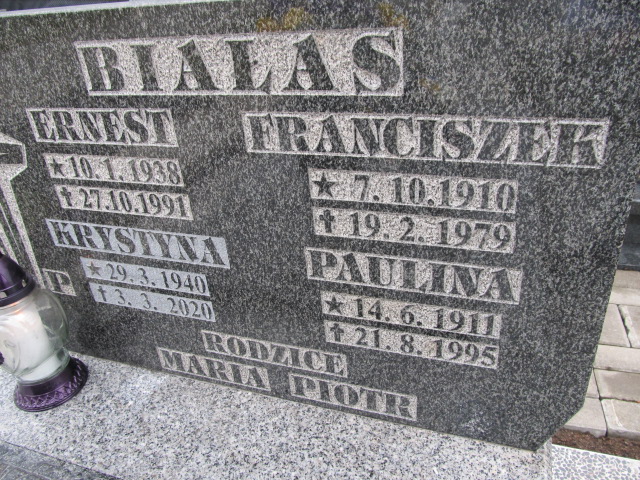 BIALAS
ERNEST
★ 10. 1. 1938
✝ 27.10.1991
KRYSTYNA
★ 29. 3. 1940
✝ 3. 3. 2020
P
FRANCISZEK
★ 7. 10. 1910
✝ 19. 2. 1979
PAULINA
★ 14. 6. 1911
✝ 21. 8. 1995
RODZICE
MARIA PIOTR